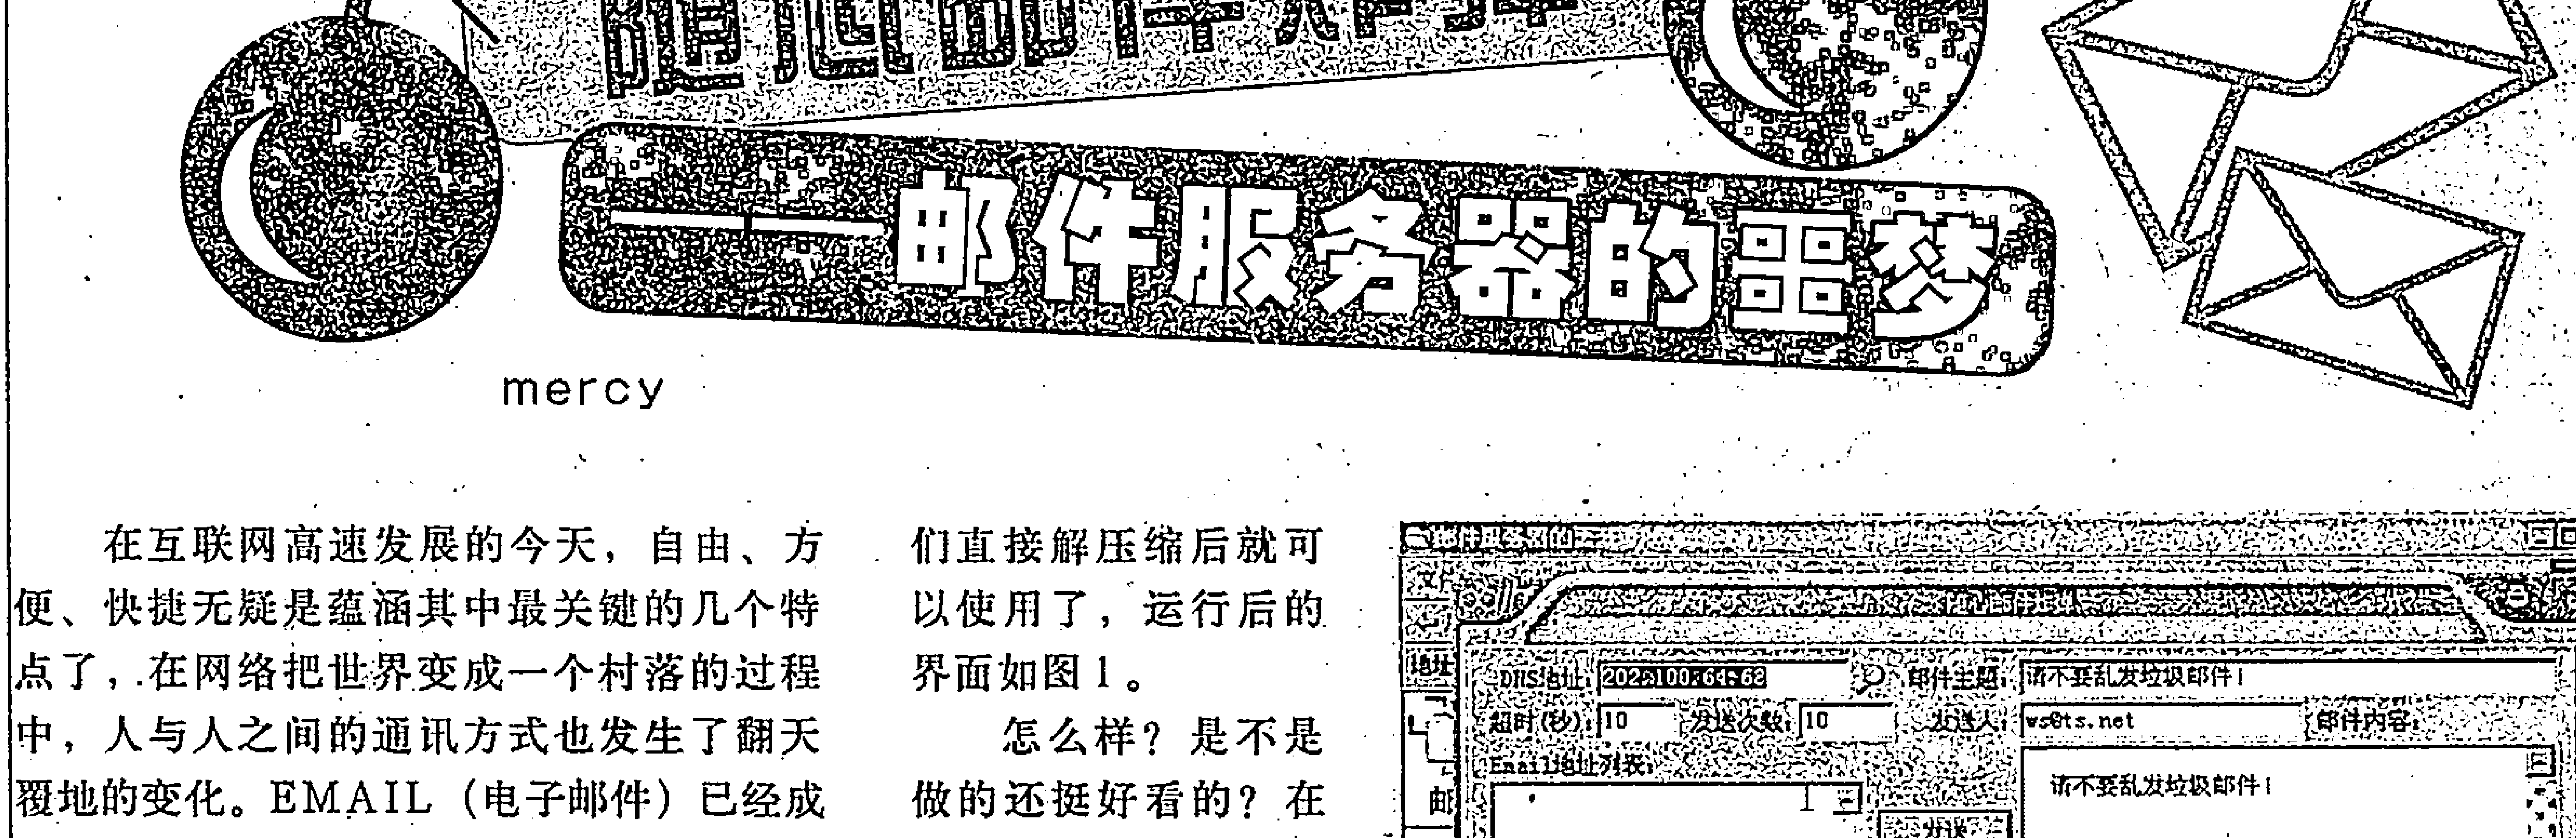 ——邮件服务器的噩梦
mercy
在互联网高速发展的今天，自由、方
便、快捷无疑是蕴涵其中最关键的几个特
点了，.在网络把世界变成一个村落的过程
中，人与人之间的通讯方式也发生了翻天
覆地的变化。EMAIL（电子邮件）已经成
们直接解压缩后就可
以使用了，运行后的
界面如图1。
怎么样？是不是
做的还挺好看的？在
地址
DNS地址: 202.100.64.68
邮件主题: 请不要乱发垃圾邮件!
超时(秒): 10 发送次数: 10
发送人: ws@ts.net 邮件内容:
Email地址列表:
请不要乱发垃圾邮件!
邮
发送